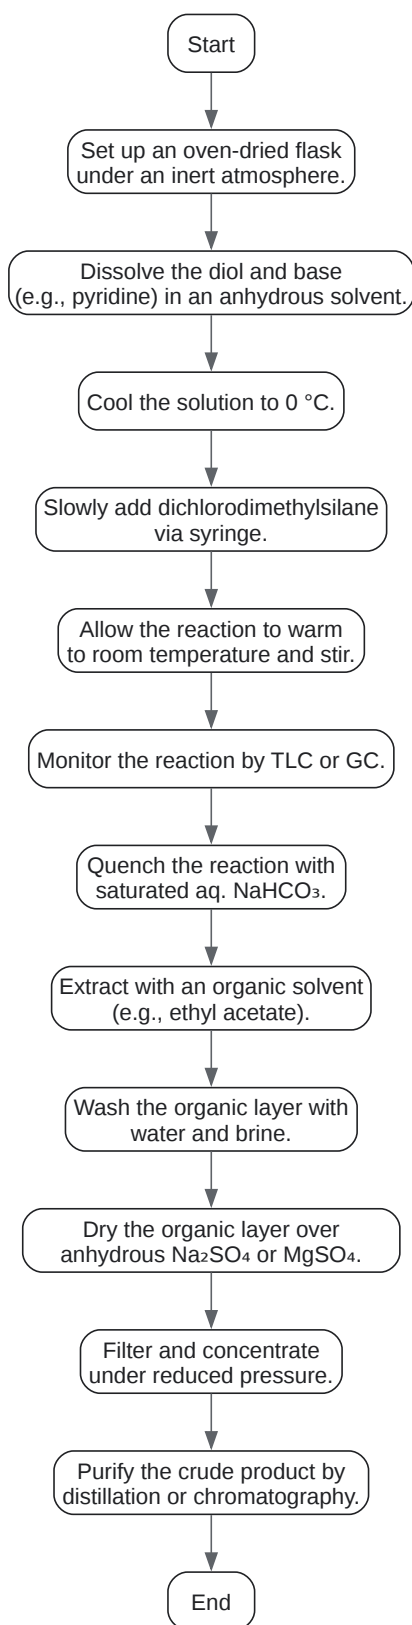 Start
Set up an oven-dried flask
under an inert atmosphere.
Dissolve the diol and base
(e.g., pyridine) in an anhydrous solvent.
Cool the solution to 0 °C.
Slowly add dichlorodimethylsilane
via syringe.
Allow the reaction to warm
to room temperature and stir.
Monitor the reaction by TLC or GC.
Quench the reaction with
saturated aq. NaHCO₃.
Extract with an organic solvent
(e.g., ethyl acetate).
Wash the organic layer with
water and brine.
Dry the organic layer over
anhydrous Na₂SO₄ or MgSO₄.
Filter and concentrate
under reduced pressure.
Purify the crude product by
distillation or chromatography.
End